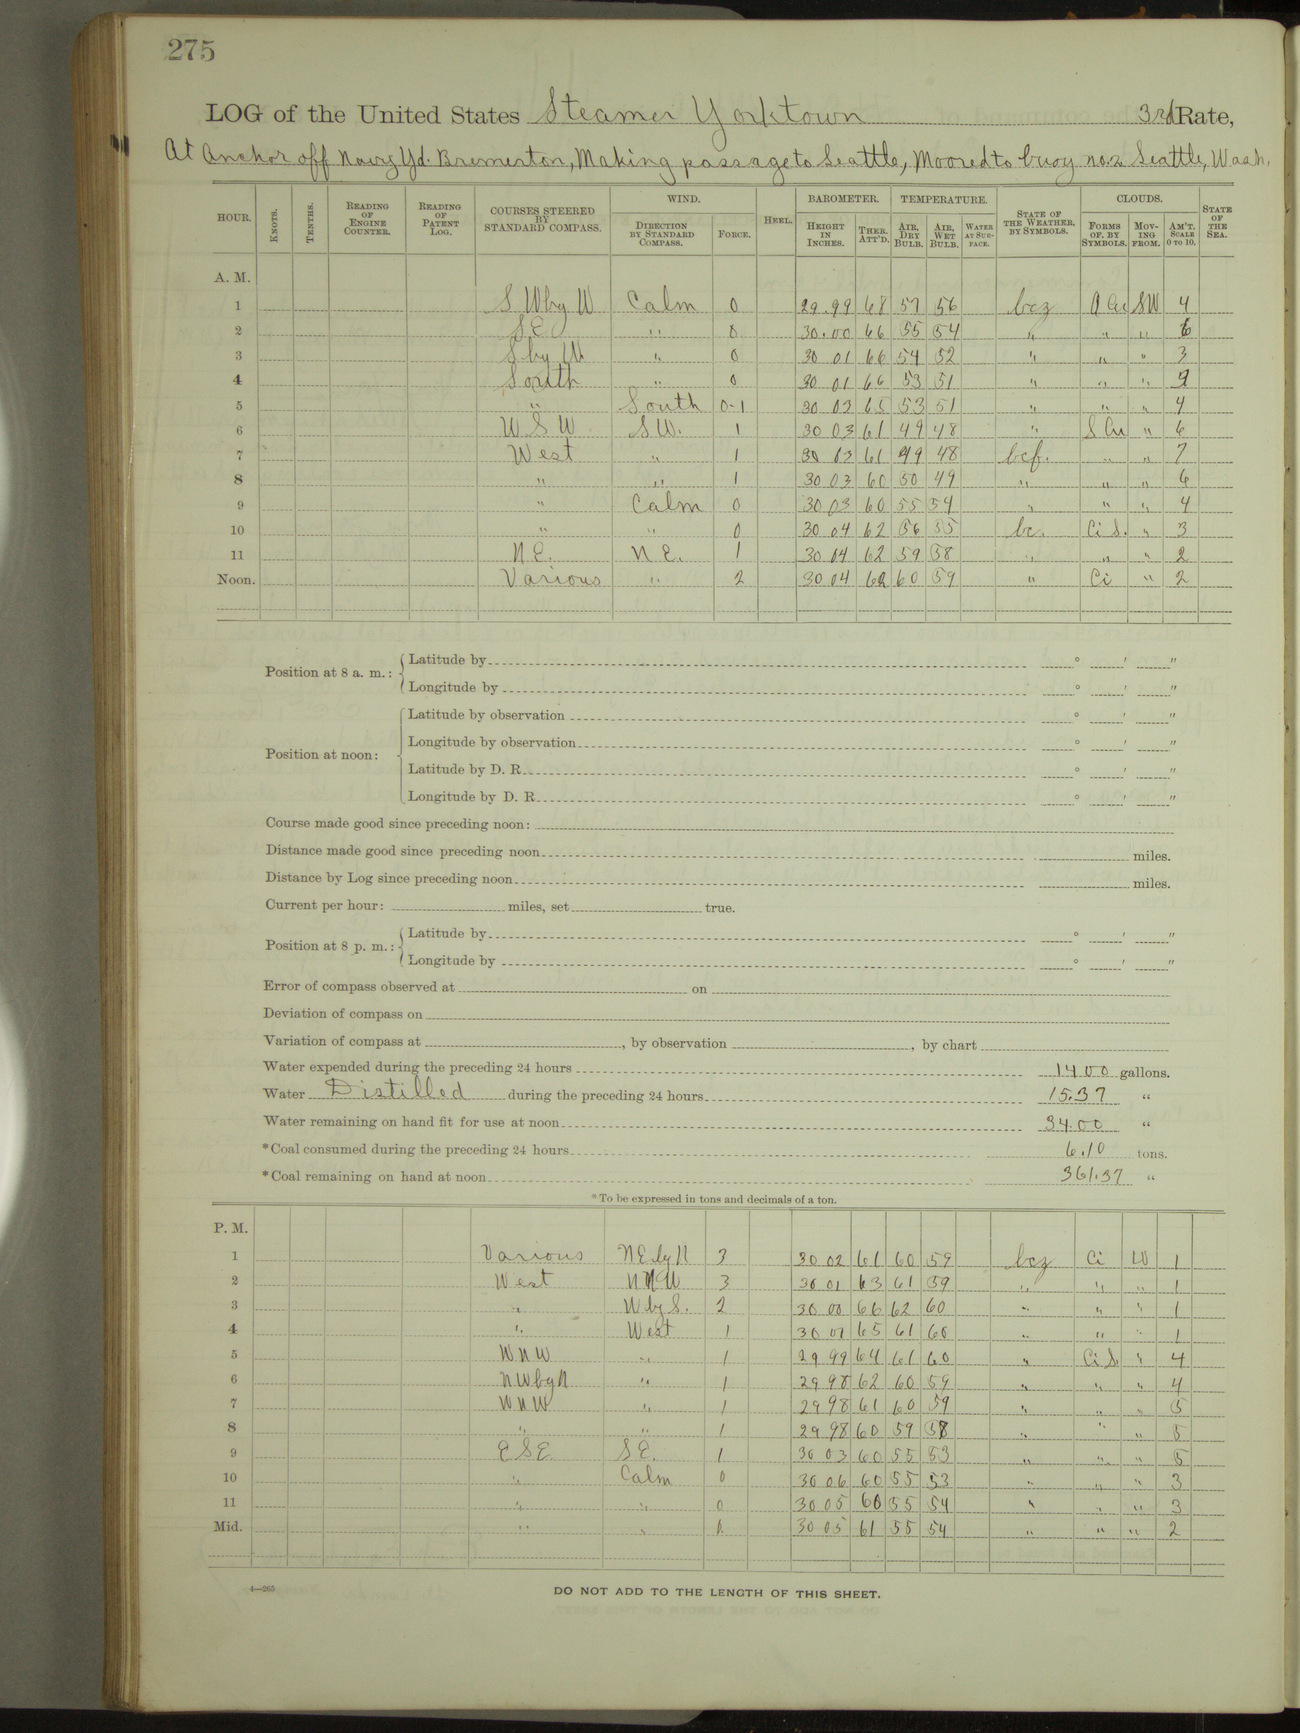 275
LOG of the United States Steamer Yorktown 3rd Rate,
At Anchor off Navy Yd. Bremerton, Making passage to Seattle, Moored to buoy no. 2 Seattle, Wash.
HOUR. KNOTS. TENTHS. READING OF ENGINE COUNTER. READING OF PATENT LOG. COURSES STEERED BY STANDARD COMPASS. WIND. DIRECTION BY STANDARD COMPASS. FORCE. HEEL. BAROMETER. HEIGHT IN INCHES. THER. ATT'D. TEMPERATURE. AIR, DRY BULB. AIR, WET BULB. WATER AT SURFACE. STATE OF THE WEATHER, BY SYMBOLS. CLOUDS. FORMS OF, BY SYMBOLS. MOVING FROM. AM'T. SCALE 0 TO 10. STATE OF THE SEA.
A. M.
1 S W by W Calm 0 29.99 68 57 56 bcz A Cu SW 4
2 S.E. " 0 30.00 66 55 54 " " " 6
3 S by W " 0 30 01 66 54 52 " " " 3
4 South " 0 30 01 66 53 51 " " "
5 " South 0-1 30 03 65 53 51 " " " 4
6 W S W S W. 1 30 03 61 49 48 " S Cu " 6
7 West " 1 30 03 61 49 48 bcf. " " 7
8 " " 1 30 03 60 50 49 " " " 6
9 " Calm 0 30 03 60 55 54 " " " 4
10 " " 0 30 04 62 56 55 bc. Ci S. " 3
11 N.E. N E. 1 30 04 62 59 58 " " " 2
Noon. Various " 2 30 04 62 60 59 " Ci " 2
Position at 8 a. m.: Latitude by ° ′ ″
Longitude by ° ′ ″
Position at noon: Latitude by observation ° ′ ″
Longitude by observation ° ′ ″
Latitude by D. R. ° ′ ″
Longitude by D. R. ° ′ ″
Course made good since preceding noon:
Distance made good since preceding noon miles.
Distance by Log since preceding noon miles.
Current per hour: miles, set true.
Position at 8 p. m.: Latitude by ° ′ ″
Longitude by ° ′ ″
Error of compass observed at on
Deviation of compass on
Variation of compass at , by observation , by chart
Water expended during the preceding 24 hours 1400 gallons.
Water Distilled during the preceding 24 hours 15.37 "
Water remaining on hand fit for use at noon 34.00 "
*Coal consumed during the preceding 24 hours 6.10 tons.
*Coal remaining on hand at noon 361.37 "
*To be expressed in tons and decimals of a ton.
P. M.
1 Various NE by N 3 30 02 61 60 59 bcz Ci W 1
2 West NNW 3 30 01 63 61 59 " " " 1
3 " W by S. 2 30 00 66 62 60 " " " 1
4 " West 1 30 01 65 61 60 " " " 1
5 WNW " 1 29 99 64 61 60 " Ci S. " 4
6 NW by N " 1 29 98 62 60 59 " " " 4
7 WNW " 1 29 98 61 60 59 " " " 5
8 " " 1 29 98 60 59 58 " " " 5
9 E S E S E. 1 30 03 60 55 53 " " " 5
10 " Calm 0 30 06 60 55 53 " " " 3
11 " " 0 30 05 60 55 54 " " " 3
Mid. " " 0 30 05 61 55 54 " " " 2
4—265 DO NOT ADD TO THE LENGTH OF THIS SHEET.